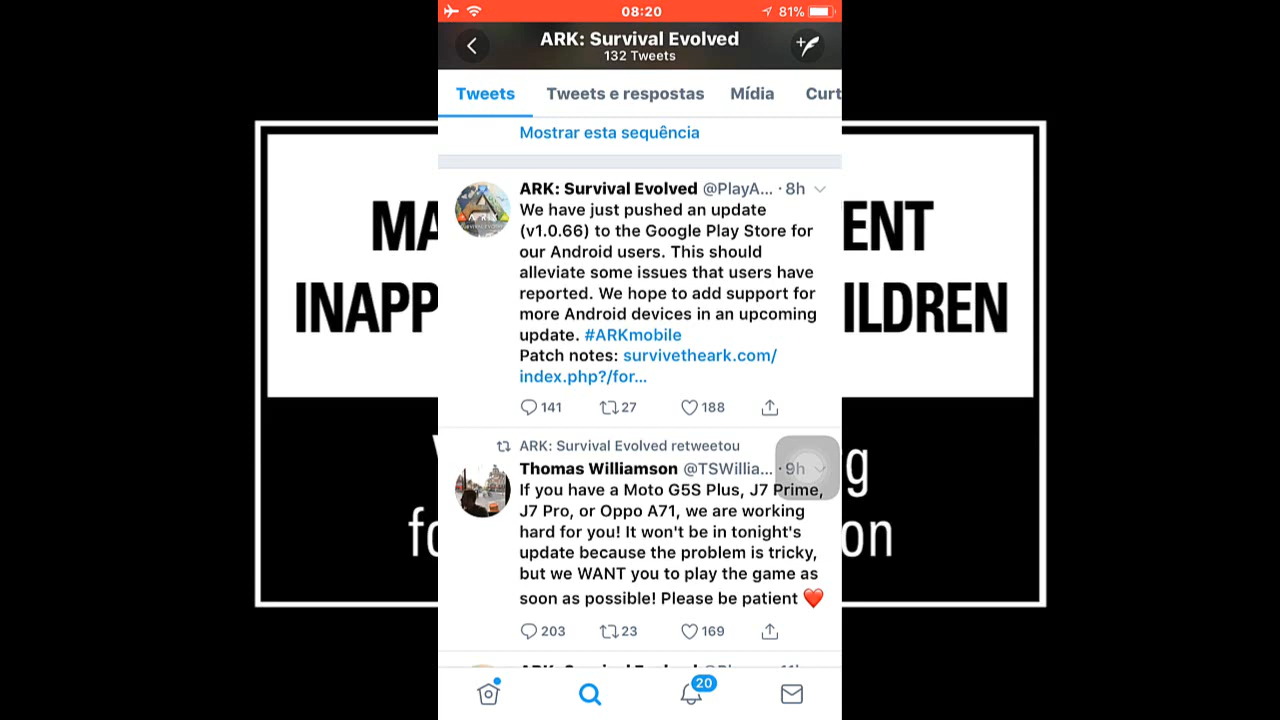 08:20
81%
ARK: Survival Evolved
132 Tweets
Tweets
Tweets e respostas
Mídia
Curt
Mostrar esta sequência
ARK: Survival Evolved @PlayA... · 8h
We have just pushed an update
(v1.0.66) to the Google Play Store for
our Android users. This should
alleviate some issues that users have
reported. We hope to add support for
more Android devices in an upcoming
update. #ARKmobile
Patch notes: survivetheark.com/
index.php?/for...
141
27
188
ARK: Survival Evolved retweetou
Thomas Williamson @TSWillia... · 9h
If you have a Moto G5S Plus, J7 Prime,
J7 Pro, or Oppo A71, we are working
hard for you! It won't be in tonight's
update because the problem is tricky,
but we WANT you to play the game as
soon as possible! Please be patient ❤️
203
23
169
20
MA
ENT
INAPP
ILDREN
g
fo
on